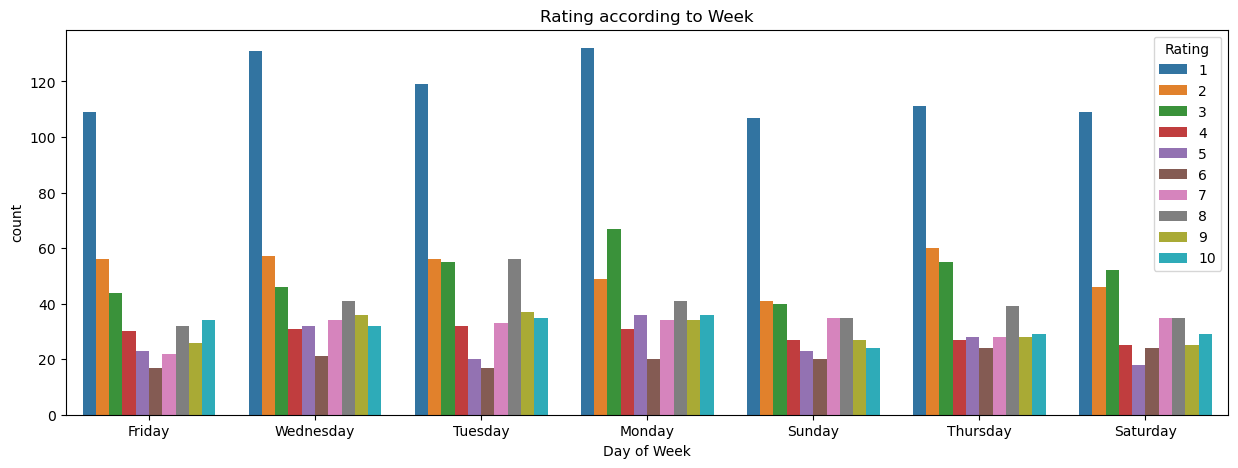 Rating according to Week
count
120
100
80
60
40
20
0
Friday
Wednesday
Tuesday
Monday
Sunday
Thursday
Saturday
Day of Week
Rating
1
2
3
4
5
6
7
8
9
10